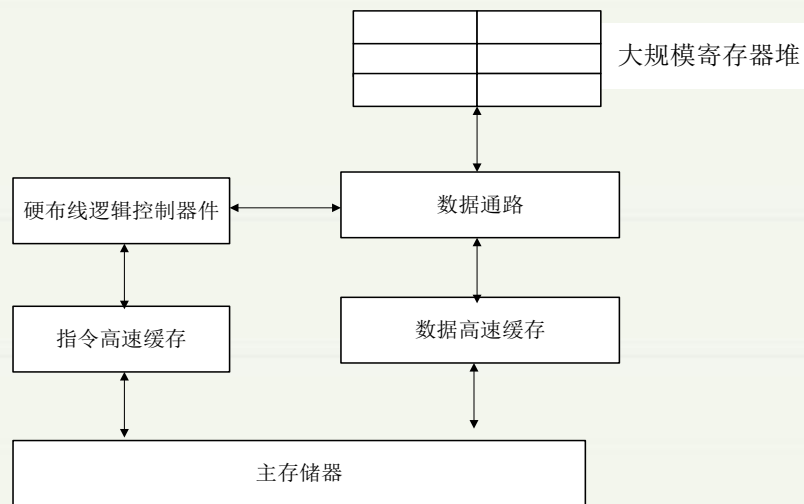 大规模寄存器堆
硬布线逻辑控制器件
数据通路
指令高速缓存
数据高速缓存
主存储器